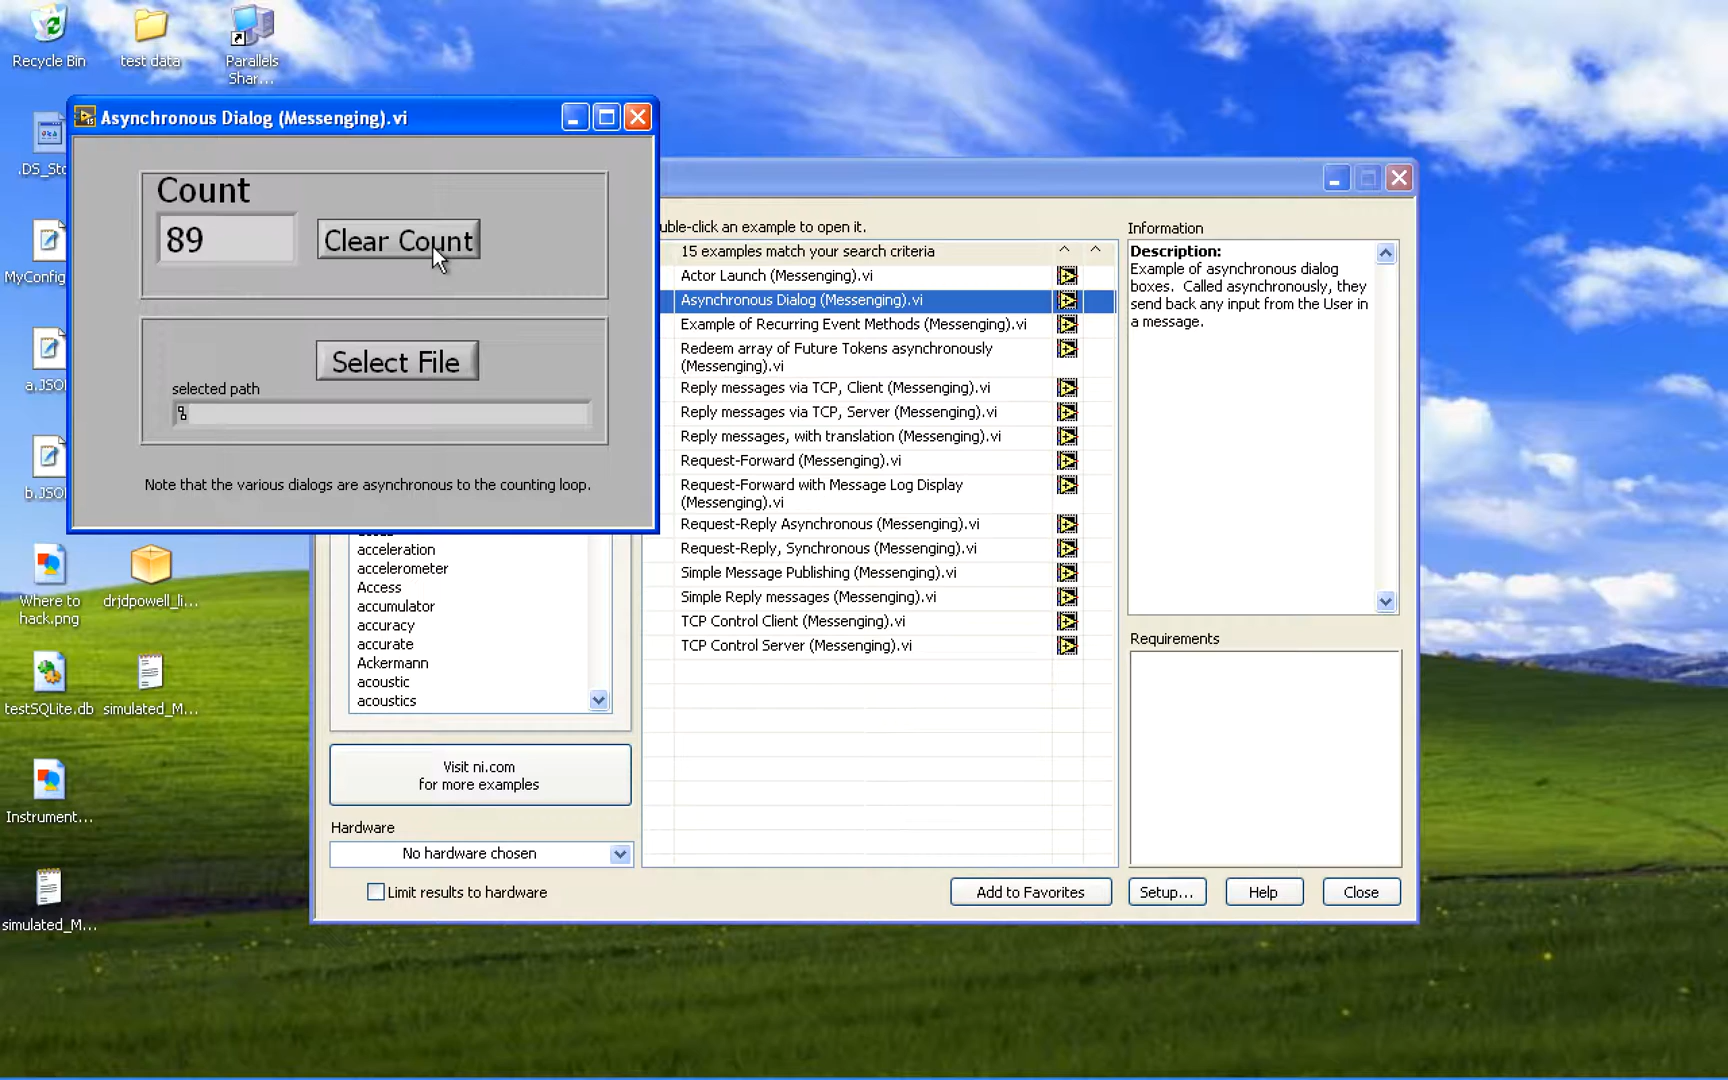 Recycle Bin
test data
Parallels
Shar...
.DS_Sto
MyConfig
a.JSO
b.JSO
Where to
hack.png
drjdpowell_li...
testSQLite.db
simulated_M...
Instrument...
simulated_M...
Asynchronous Dialog (Messenging).vi
Count
89
Clear Count
Select File
selected path
Note that the various dialogs are asynchronous to the counting loop.
uble-click an example to open it.
15 examples match your search criteria
Actor Launch (Messenging).vi
Asynchronous Dialog (Messenging).vi
Example of Recurring Event Methods (Messenging).vi
Redeem array of Future Tokens asynchronously
(Messenging).vi
Reply messages via TCP, Client (Messenging).vi
Reply messages via TCP, Server (Messenging).vi
Reply messages, with translation (Messenging).vi
Request-Forward (Messenging).vi
Request-Forward with Message Log Display
(Messenging).vi
Request-Reply Asynchronous (Messenging).vi
Request-Reply, Synchronous (Messenging).vi
Simple Message Publishing (Messenging).vi
Simple Reply messages (Messenging).vi
TCP Control Client (Messenging).vi
TCP Control Server (Messenging).vi
acceleration
accelerometer
Access
accumulator
accuracy
accurate
Ackermann
acoustic
acoustics
Visit ni.com
for more examples
Hardware
No hardware chosen
Limit results to hardware
Information
Description:
Example of asynchronous dialog
boxes. Called asynchronously, they
send back any input from the User in
a message.
Requirements
Add to Favorites
Setup...
Help
Close